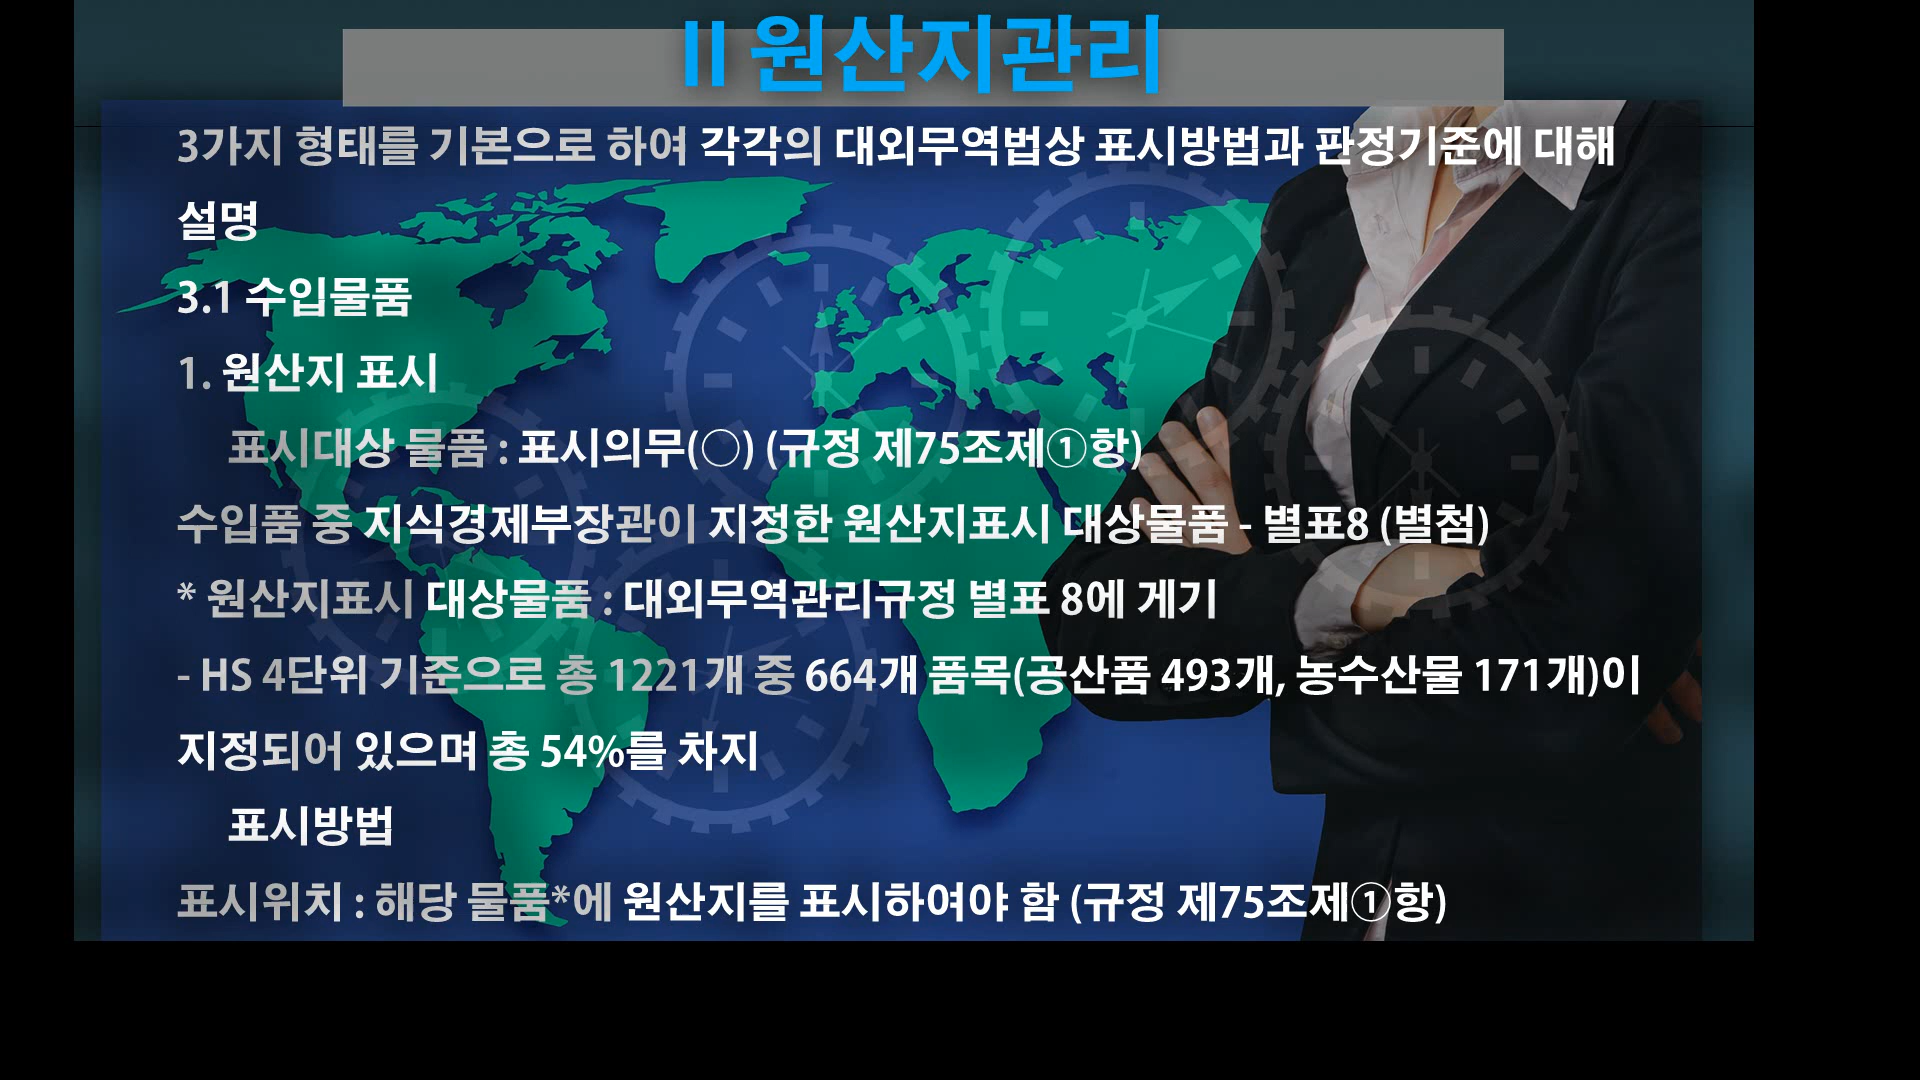 II 원산지관리
3가지 형태를 기본으로 하여 각각의 대외무역법상 표시방법과 판정기준에 대해
설명
3.1 수입물품
1. 원산지 표시
표시대상 물품 : 표시의무(○) (규정 제75조제①항)
수입품 중 지식경제부장관이 지정한 원산지표시 대상물품 - 별표8 (별첨)
* 원산지표시 대상물품 : 대외무역관리규정 별표 8에 게기
- HS 4단위 기준으로 총 1221개 중 664개 품목(공산품 493개, 농수산물 171개)이
지정되어 있으며 총 54%를 차지
표시방법
표시위치 : 해당 물품*에 원산지를 표시하여야 함 (규정 제75조제①항)